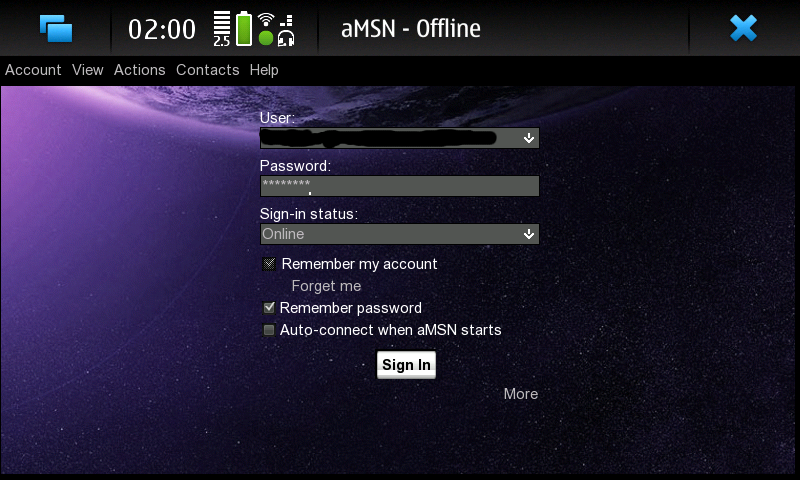 02:00 2.5 aMSN - Offline
Account View Actions Contacts Help
User:
Password:
********
Sign-in status:
Online
Remember my account
Forget me
Remember password
Auto-connect when aMSN starts
Sign In
More